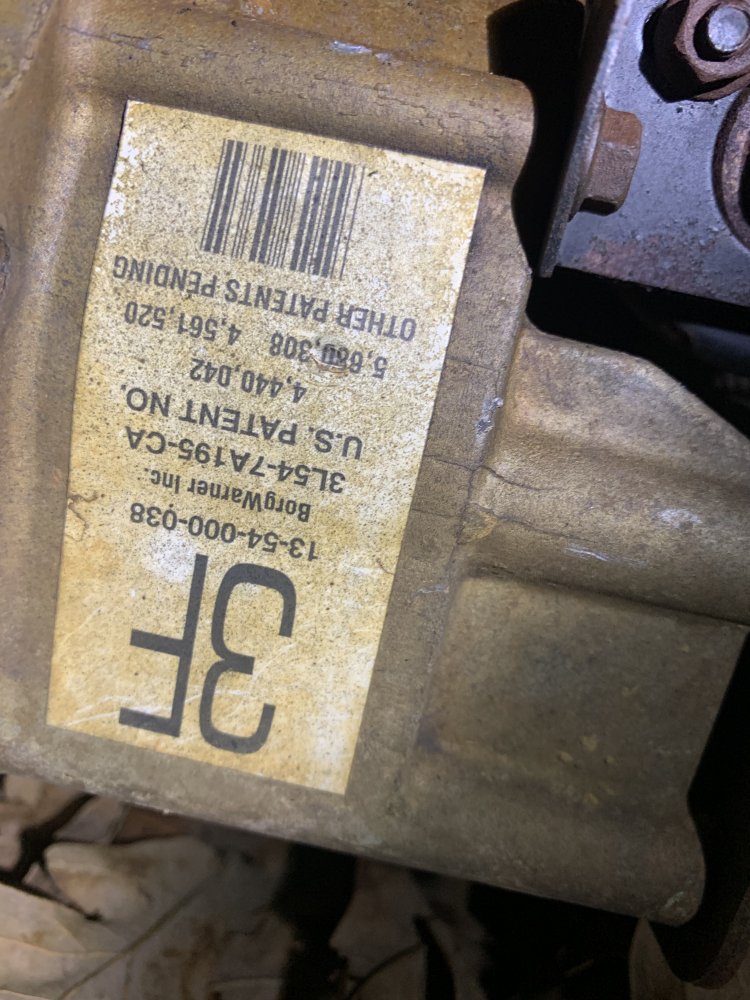 3F
13-54-000-038
BorgWarner Inc.
3L54-7A195-CA
U.S. PATENT NO.
4,440,042
5,680,308 4,561,520
OTHER PATENTS PENDING